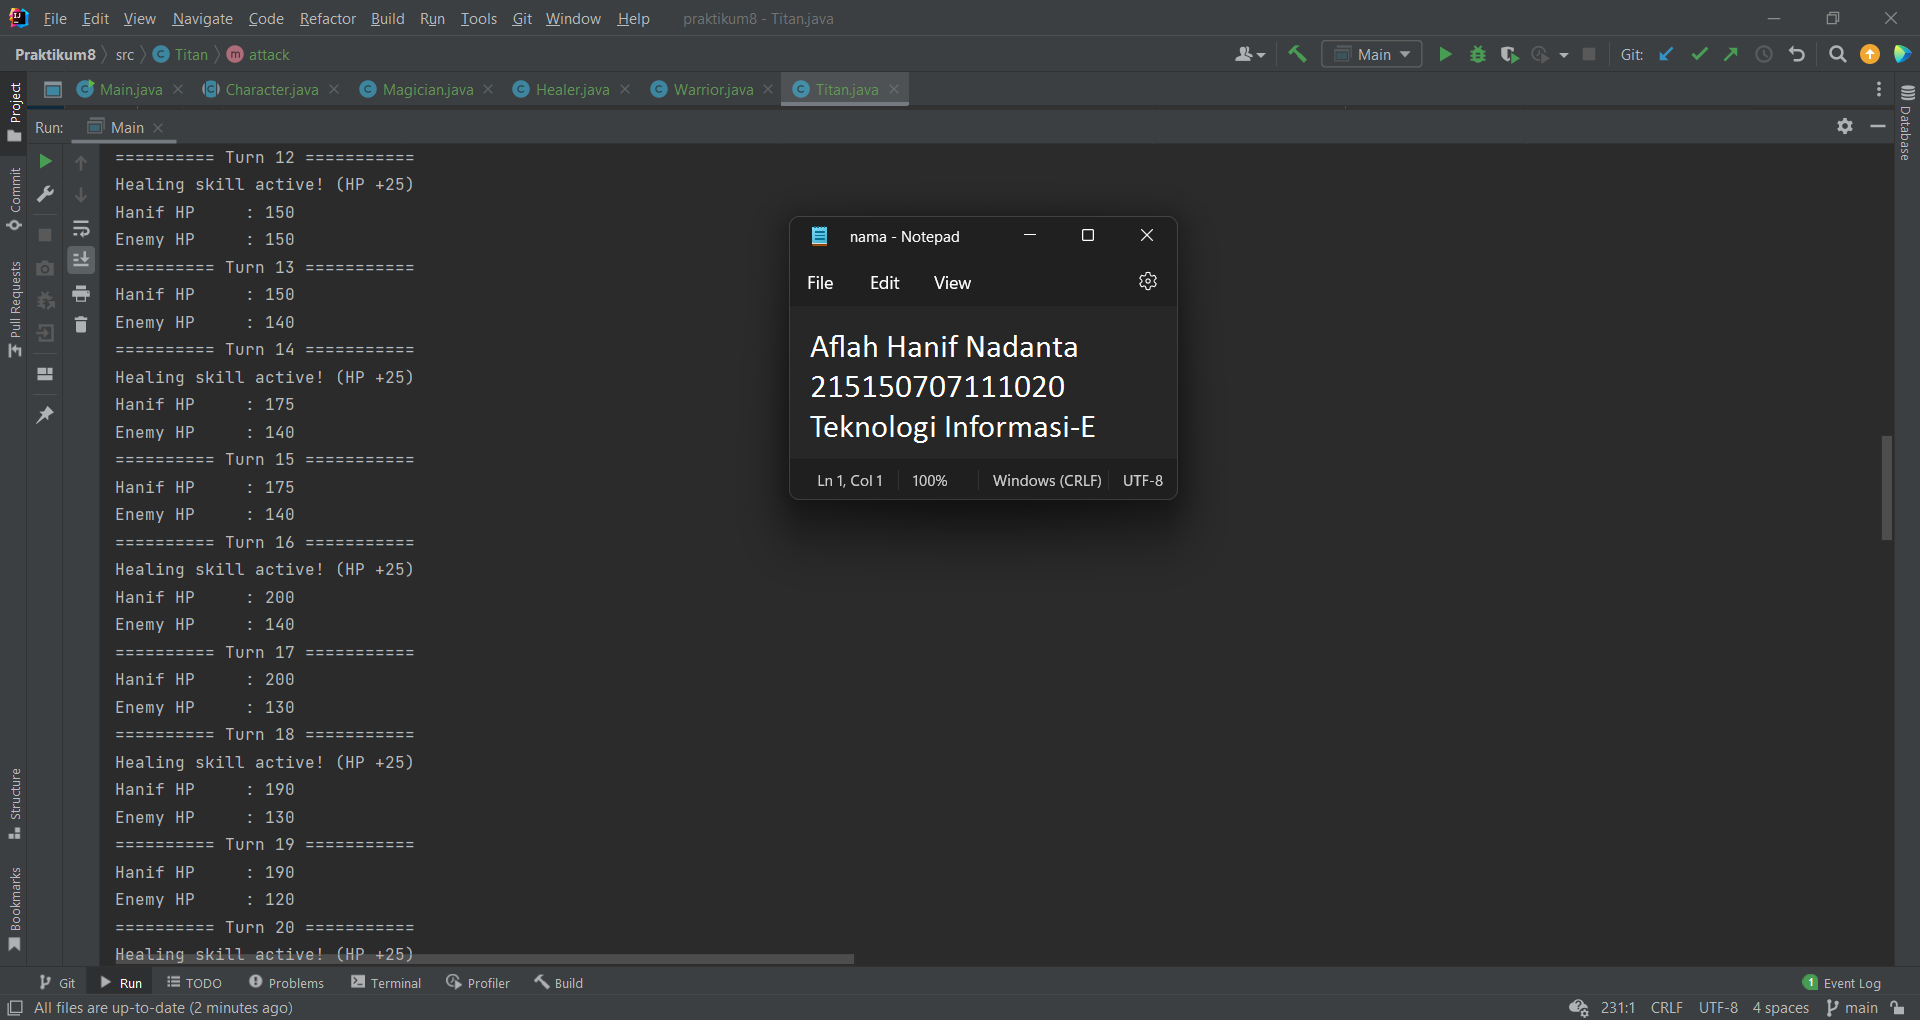 File Edit View Navigate Code Refactor Build Run Tools Git Window Help praktikum8 - Titan.java
Praktikum8 src C Titan m attack Main Git:
Main.java Character.java Magician.java Healer.java Warrior.java Titan.java
Run: Main
========== Turn 12 ===========
Healing skill active! (HP +25)
Hanif HP     : 150
Enemy HP     : 150
========== Turn 13 ===========
Hanif HP     : 150
Enemy HP     : 140
========== Turn 14 ===========
Healing skill active! (HP +25)
Hanif HP     : 175
Enemy HP     : 140
========== Turn 15 ===========
Hanif HP     : 175
Enemy HP     : 140
========== Turn 16 ===========
Healing skill active! (HP +25)
Hanif HP     : 200
Enemy HP     : 140
========== Turn 17 ===========
Hanif HP     : 200
Enemy HP     : 130
========== Turn 18 ===========
Healing skill active! (HP +25)
Hanif HP     : 190
Enemy HP     : 130
========== Turn 19 ===========
Hanif HP     : 190
Enemy HP     : 120
========== Turn 20 ===========
Healing skill active! (HP +25)
nama - Notepad
File Edit View
Aflah Hanif Nadanta
215150707111020
Teknologi Informasi-E
Ln 1, Col 1 100% Windows (CRLF) UTF-8
Project
Commit
Pull Requests
Structure
Bookmarks
Database
Git Run TODO Problems Terminal Profiler Build 1 Event Log
All files are up-to-date (2 minutes ago) 231:1 CRLF UTF-8 4 spaces main